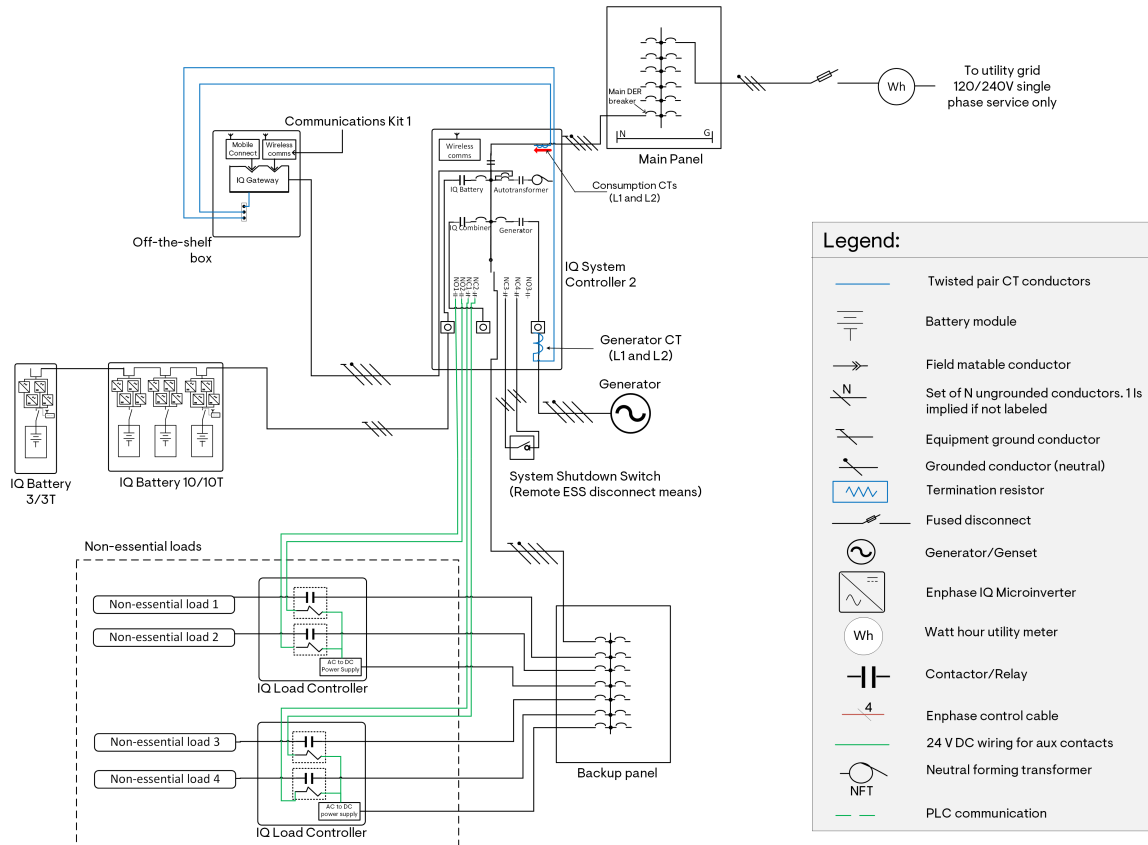 To utility grid
120/240V single
phase service only
Wh
Main DER
breaker
N
G
Main Panel
Communications Kit 1
Mobile
Connect
Wireless
comms
IQ Gateway
Off-the-shelf
box
Wireless
comms
Consumption CTs
(L1 and L2)
IQ Battery
Autotransformer
IQ Combiner
Generator
IQ System
Controller 2
NO1
NO2
NC1
NC2
NC3
NC4
NO3
Generator CT
(L1 and L2)
Generator
System Shutdown Switch
(Remote ESS disconnect means)
IQ Battery
3/3T
IQ Battery 10/10T
Non-essential loads
Non-essential load 1
Non-essential load 2
AC to DC
Power Supply
IQ Load Controller
Non-essential load 3
Non-essential load 4
AC to DC
power supply
IQ Load Controller
Backup panel
Legend:
Twisted pair CT conductors
Battery module
Field matable conductor
N
Set of N ungrounded conductors. 1 Is
implied if not labeled
Equipment ground conductor
Grounded conductor (neutral)
Termination resistor
Fused disconnect
Generator/Genset
Enphase IQ Microinverter
Wh
Watt hour utility meter
Contactor/Relay
4
Enphase control cable
24 V DC wiring for aux contacts
Neutral forming transformer
NFT
PLC communication